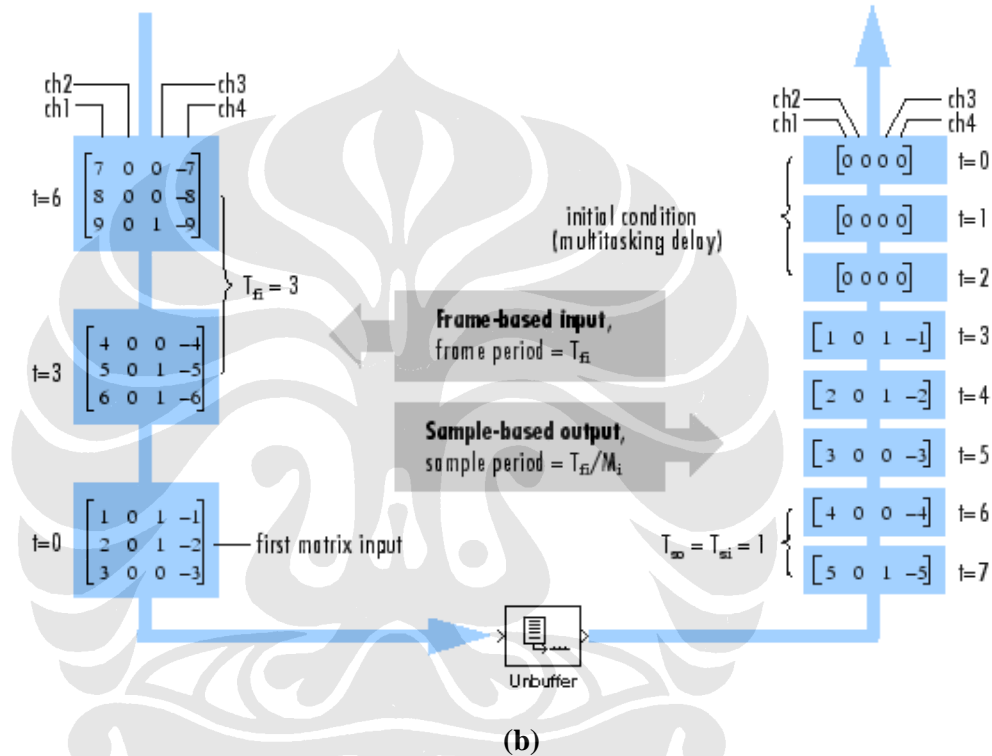 ch2 ch3
ch1 ch4
t=6
7 0 0 -7
8 0 0 -8
9 0 1 -9
T_fi = 3
t=3
4 0 0 -4
5 0 1 -5
6 0 1 -6
t=0
1 0 1 -1
2 0 1 -2
3 0 0 -3
first matrix input
initial condition
(multitasking delay)
Frame-based input,
frame period = T_fi
Sample-based output,
sample period = T_fi/M_i
ch2 ch3
ch1 ch4
[0 0 0 0] t=0
[0 0 0 0] t=1
[0 0 0 0] t=2
[1 0 1 -1] t=3
[2 0 1 -2] t=4
[3 0 0 -3] t=5
[4 0 0 -4] t=6
T_so = T_si = 1
[5 0 1 -5] t=7
Unbuffer
(b)